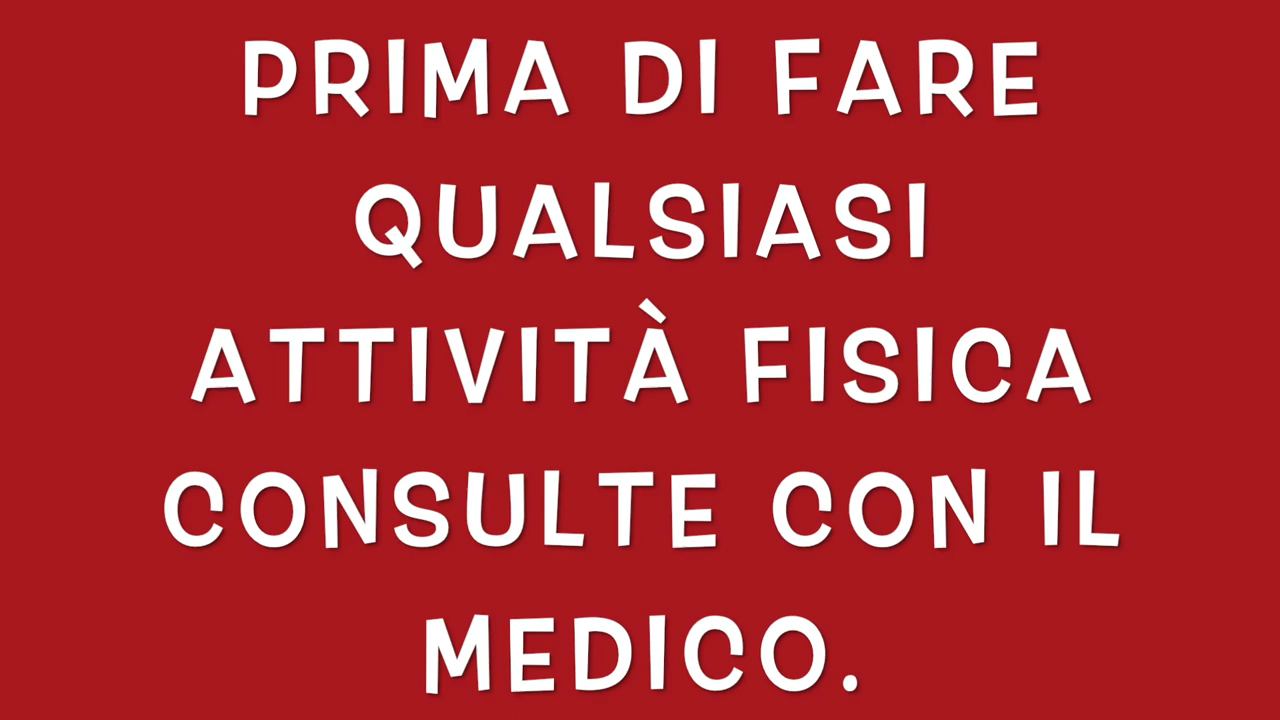 PRIMA DI FARE
QUALSIASI
ATTIVITÀ FISICA
CONSULTE CON IL
MEDICO.